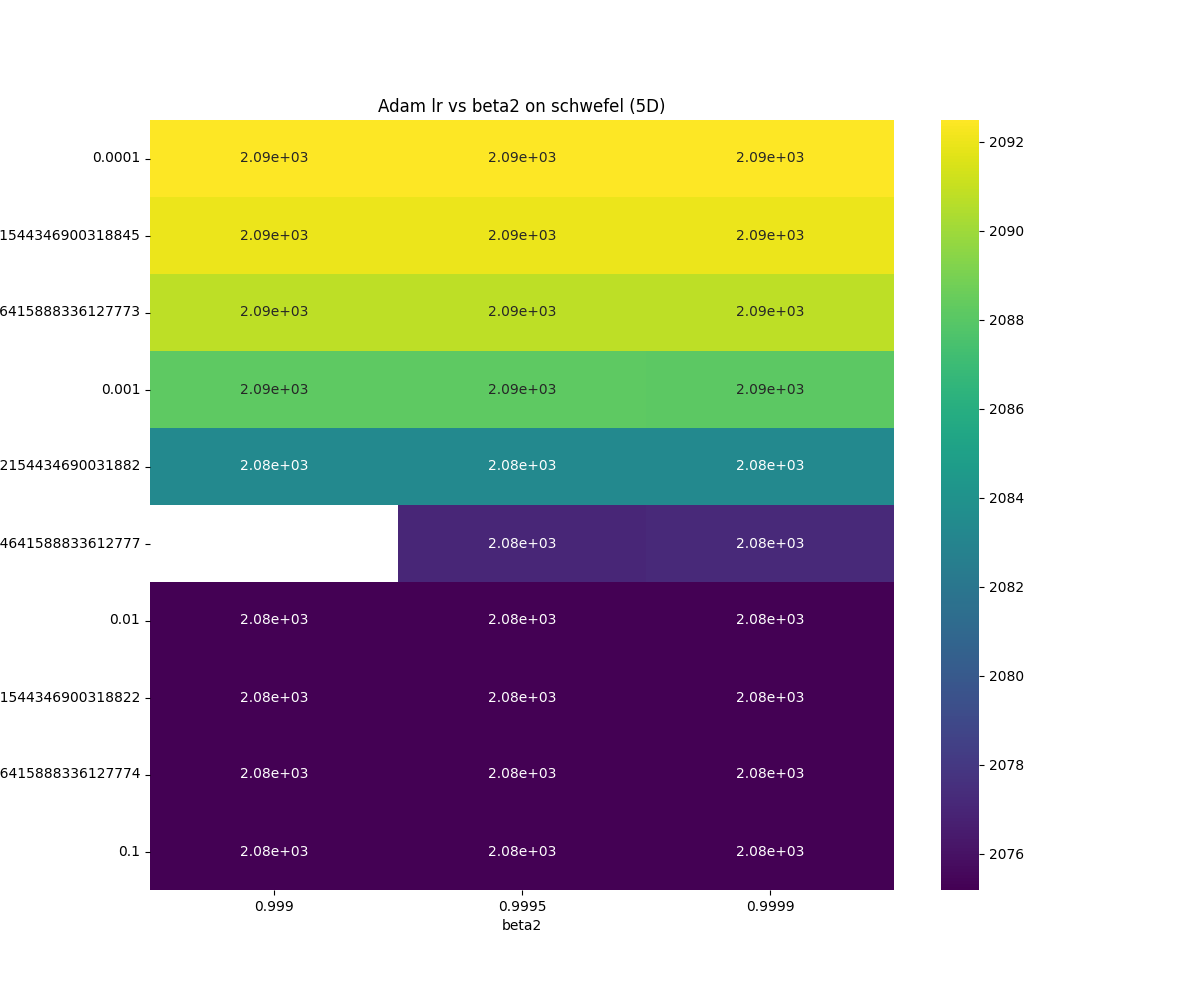 Adam lr vs beta2 on schwefel (5D)
0.0001 2.09e+03 2.09e+03 2.09e+03
1544346900318845 2.09e+03 2.09e+03 2.09e+03
6415888336127773 2.09e+03 2.09e+03 2.09e+03
0.001 2.09e+03 2.09e+03 2.09e+03
2154434690031882 2.08e+03 2.08e+03 2.08e+03
4641588833612777 2.08e+03 2.08e+03
0.01 2.08e+03 2.08e+03 2.08e+03
1544346900318822 2.08e+03 2.08e+03 2.08e+03
6415888336127774 2.08e+03 2.08e+03 2.08e+03
0.1 2.08e+03 2.08e+03 2.08e+03
0.999 0.9995 0.9999
beta2
2092
2090
2088
2086
2084
2082
2080
2078
2076